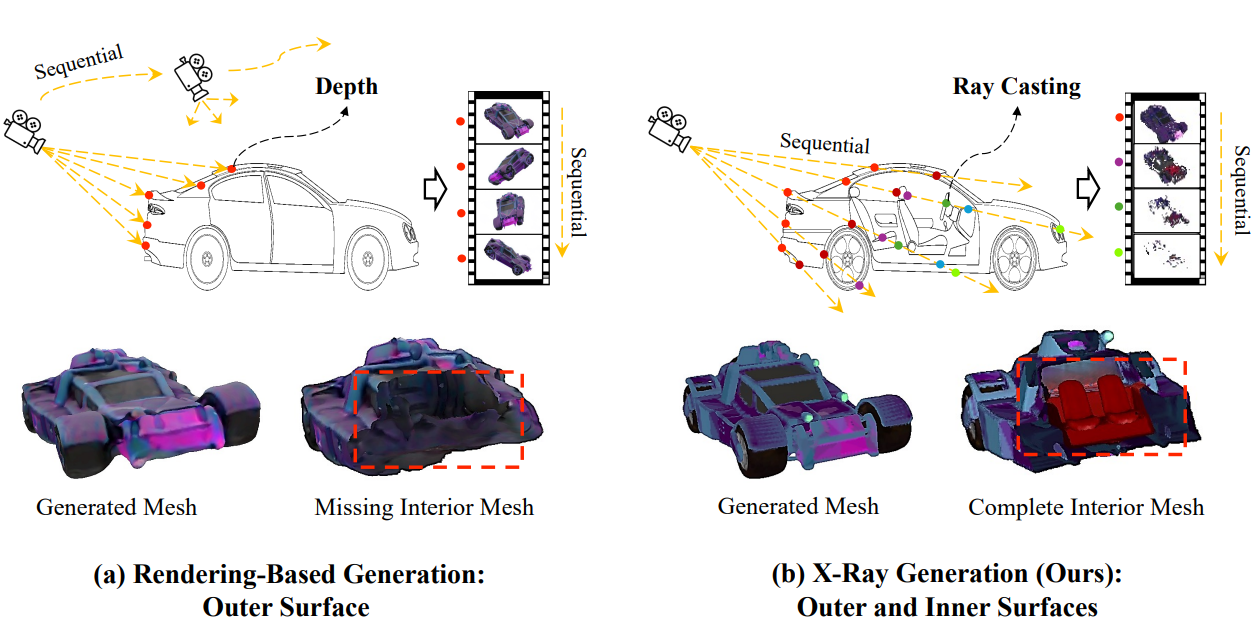 Sequential
Depth
Sequential
Generated Mesh
Missing Interior Mesh
(a) Rendering-Based Generation:
Outer Surface
Ray Casting
Sequential
Sequential
Generated Mesh
Complete Interior Mesh
(b) X-Ray Generation (Ours):
Outer and Inner Surfaces